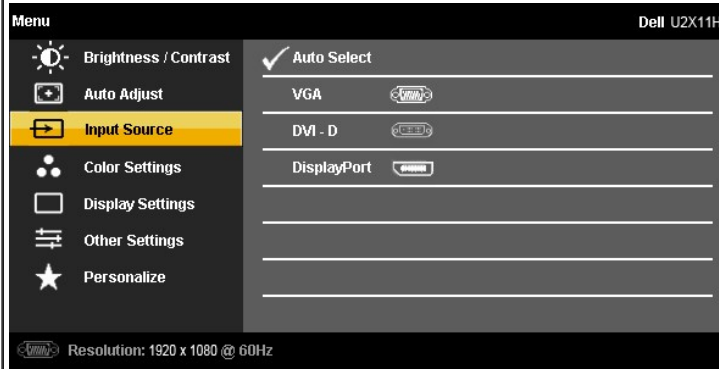 Menu
Dell U2X11H
Brightness / Contrast
Auto Adjust
Input Source
Color Settings
Display Settings
Other Settings
Personalize
Auto Select
VGA
DVI - D
DisplayPort
Resolution: 1920 x 1080 @ 60Hz